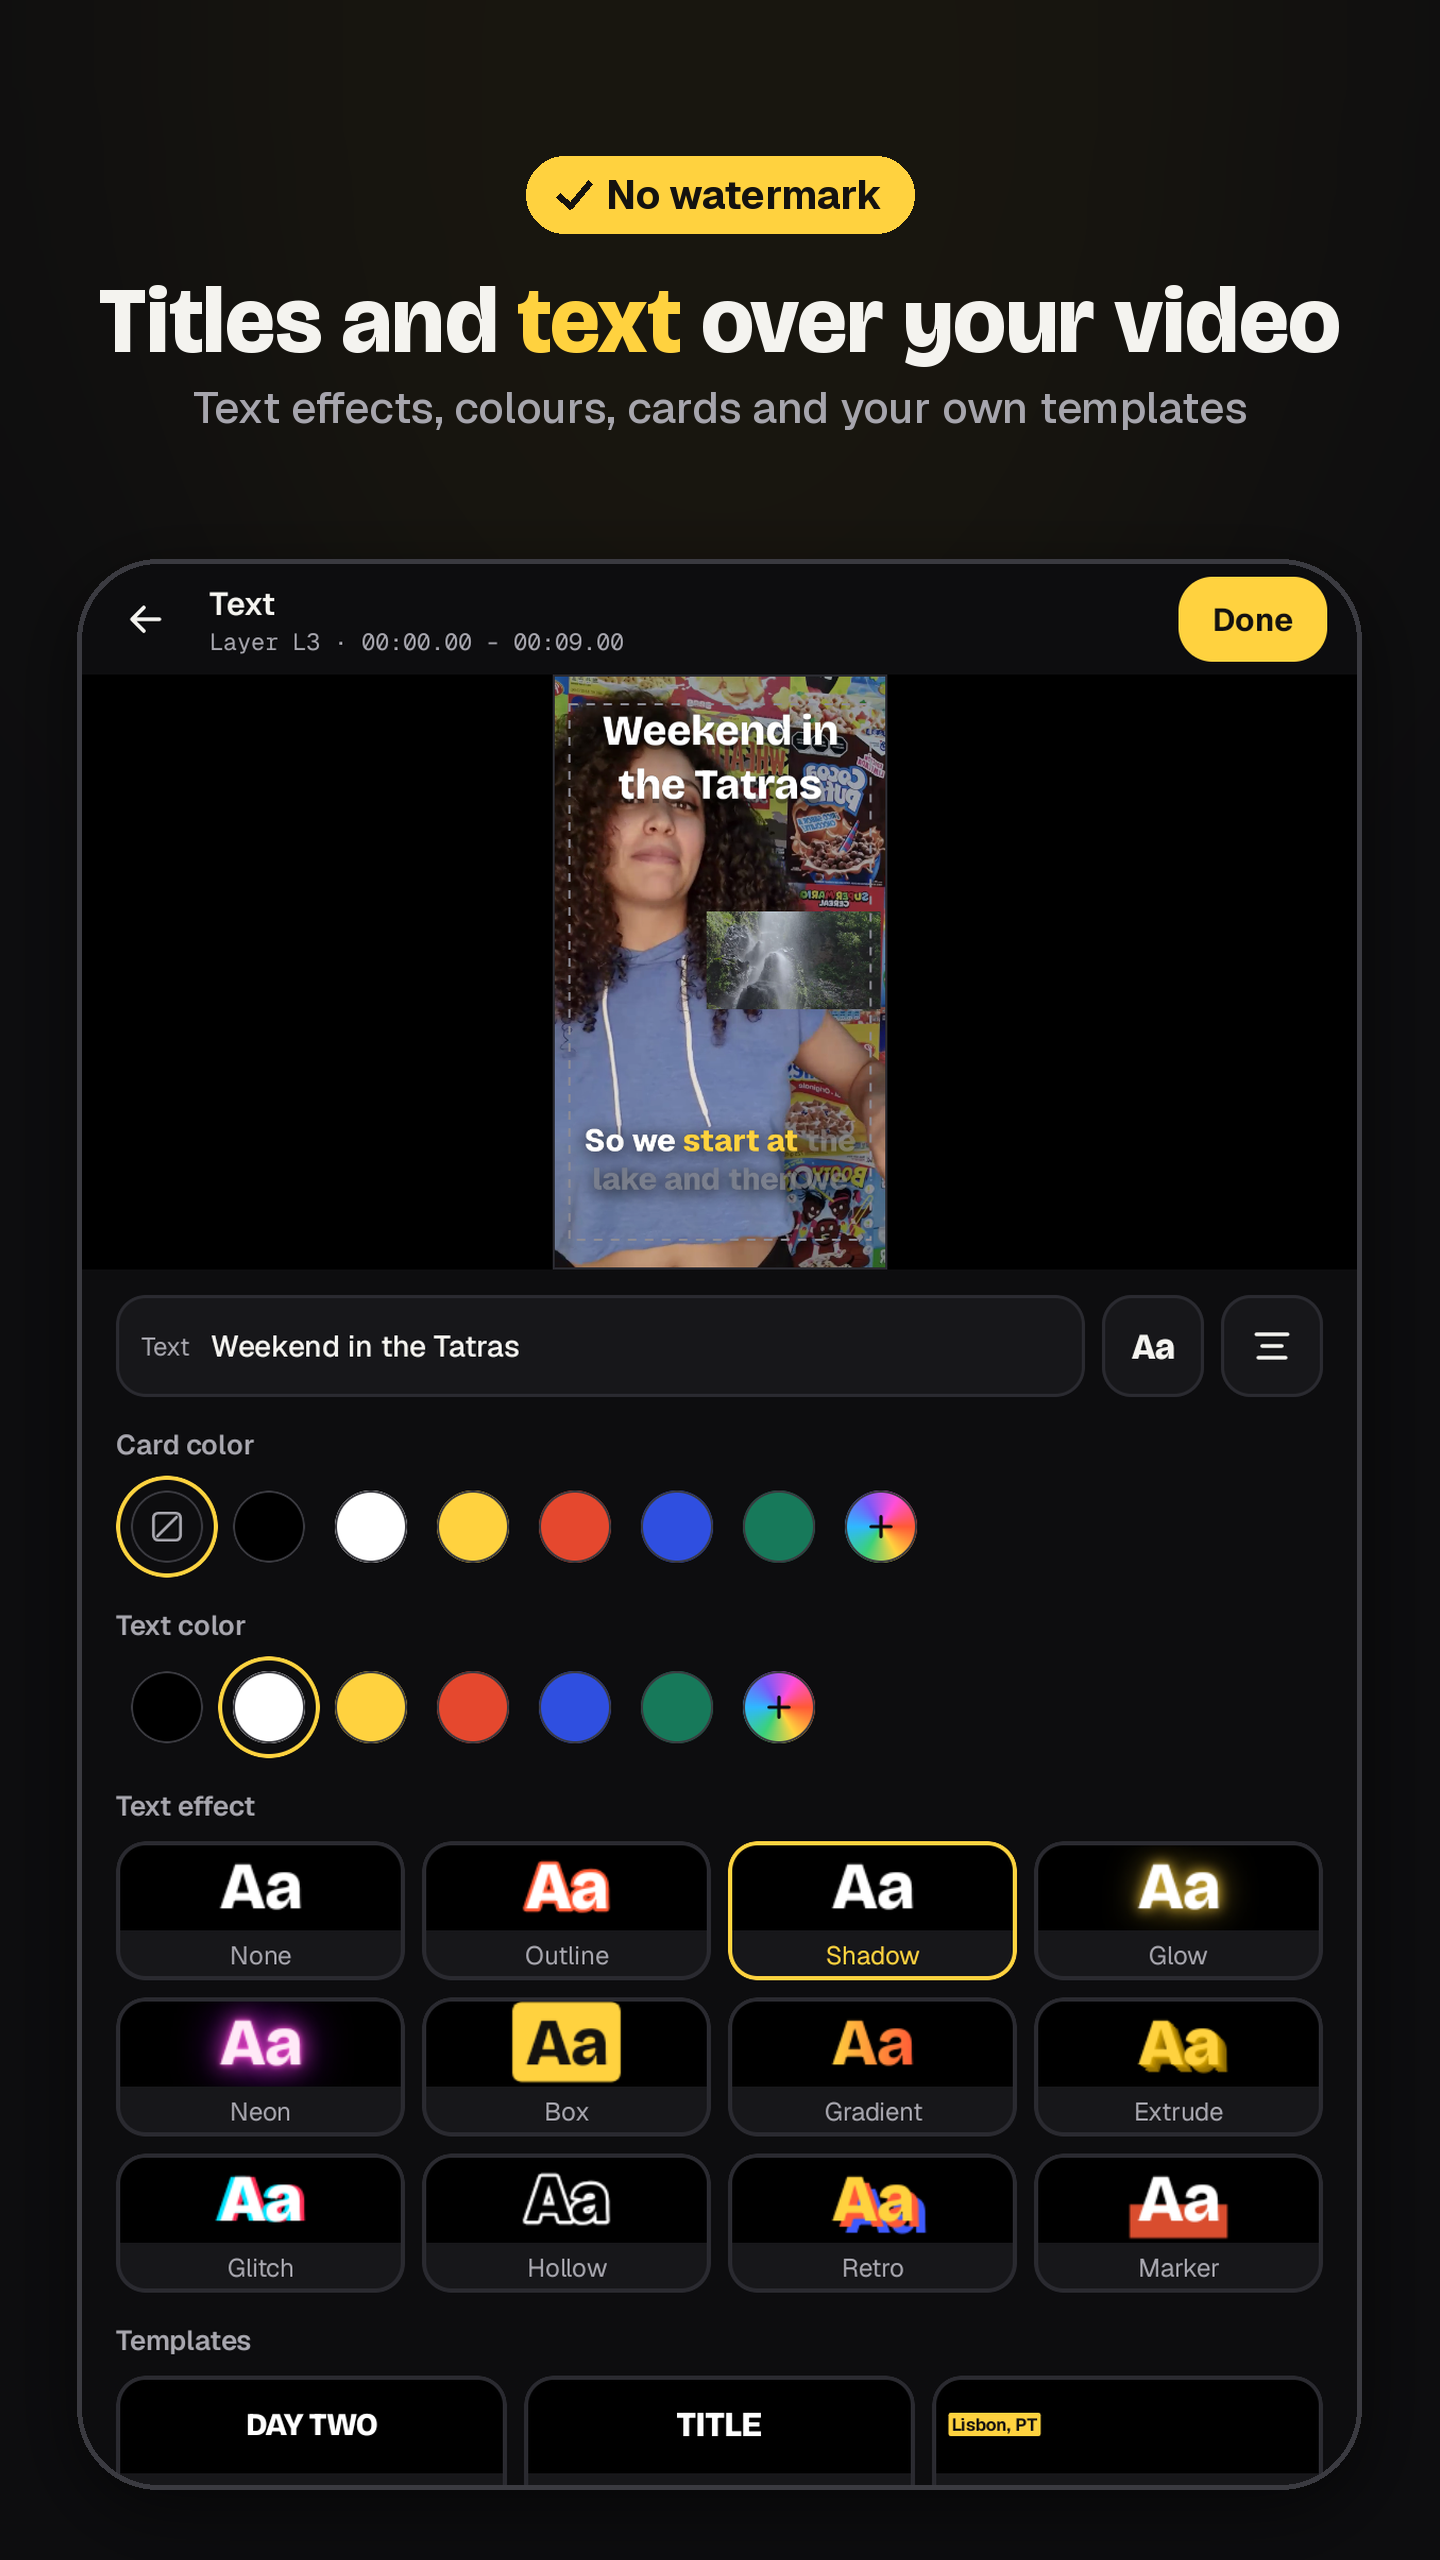 No watermark
Titles and text over your video
Text effects, colours, cards and your own templates
Text
Layer L3 · 00:00.00 - 00:09.00
Done
Weekend in
the Tatras
So we start at the
lake and then we
Text Weekend in the Tatras
Aa
Card color
Text color
Text effect
Aa Aa Aa Aa
None Outline Shadow Glow
Aa Aa Aa Aa
Neon Box Gradient Extrude
Aa Aa Aa Aa
Glitch Hollow Retro Marker
Templates
DAY TWO TITLE Lisbon, PT